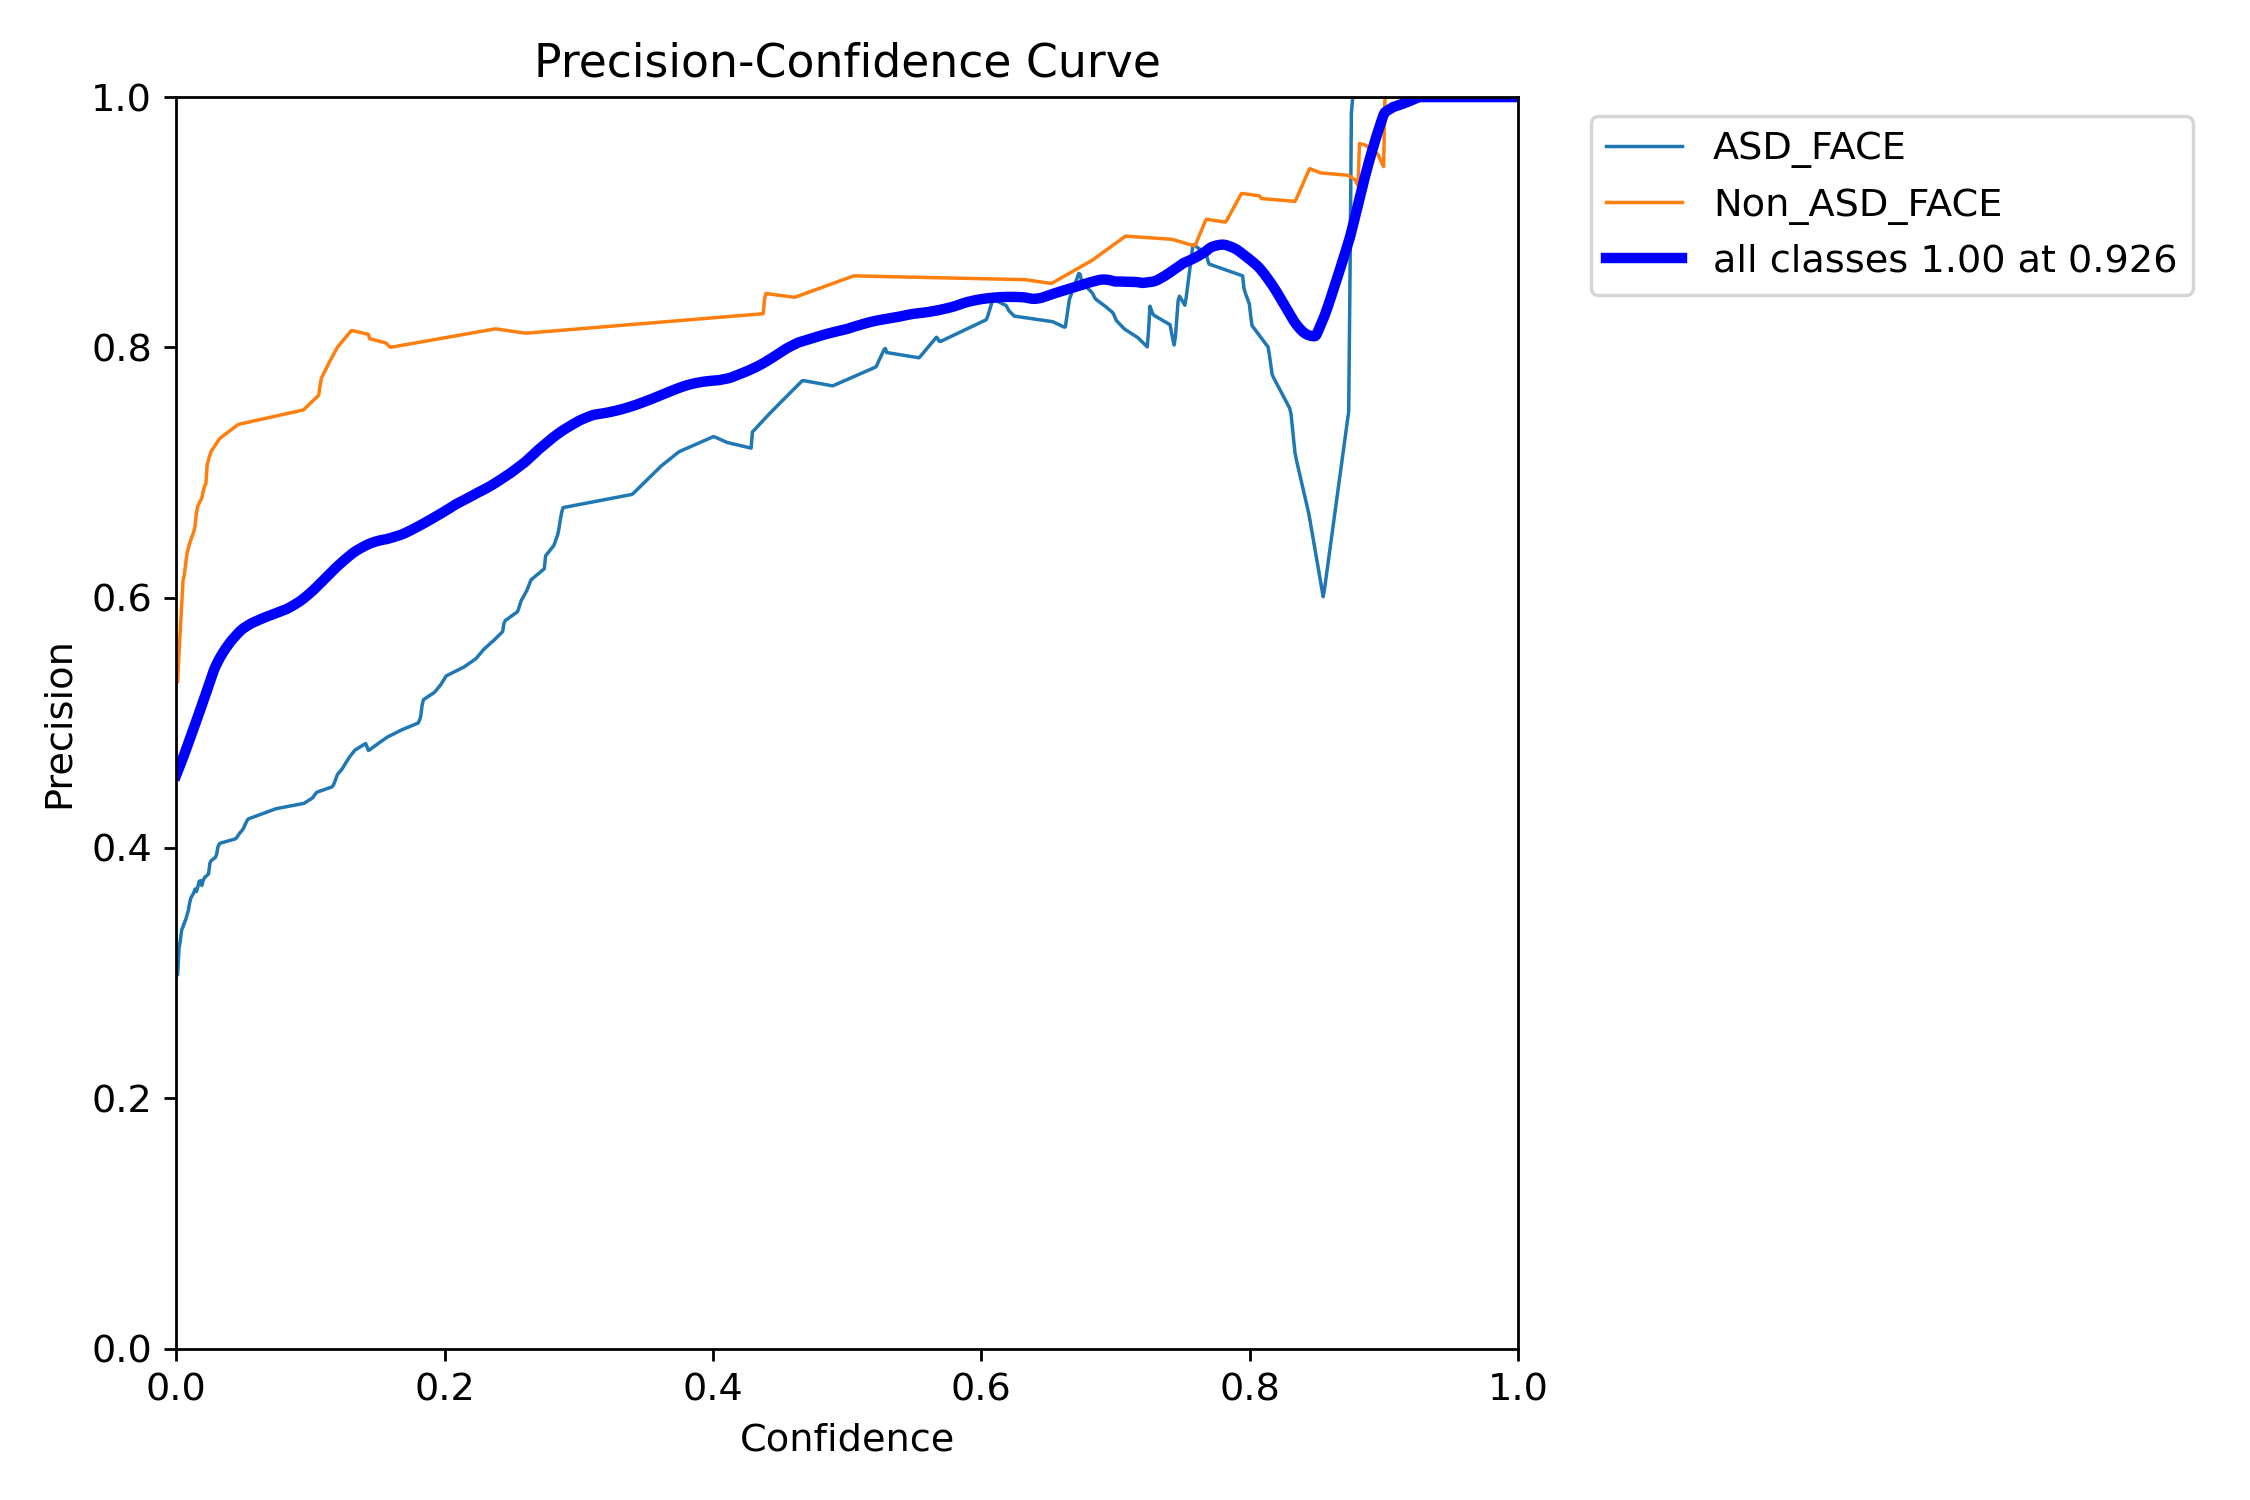 Precision-Confidence Curve
1.0
0.8
0.6
0.4
0.2
0.0
Precision
0.0 0.2 0.4 0.6 0.8 1.0
Confidence
ASD_FACE
Non_ASD_FACE
all classes 1.00 at 0.926